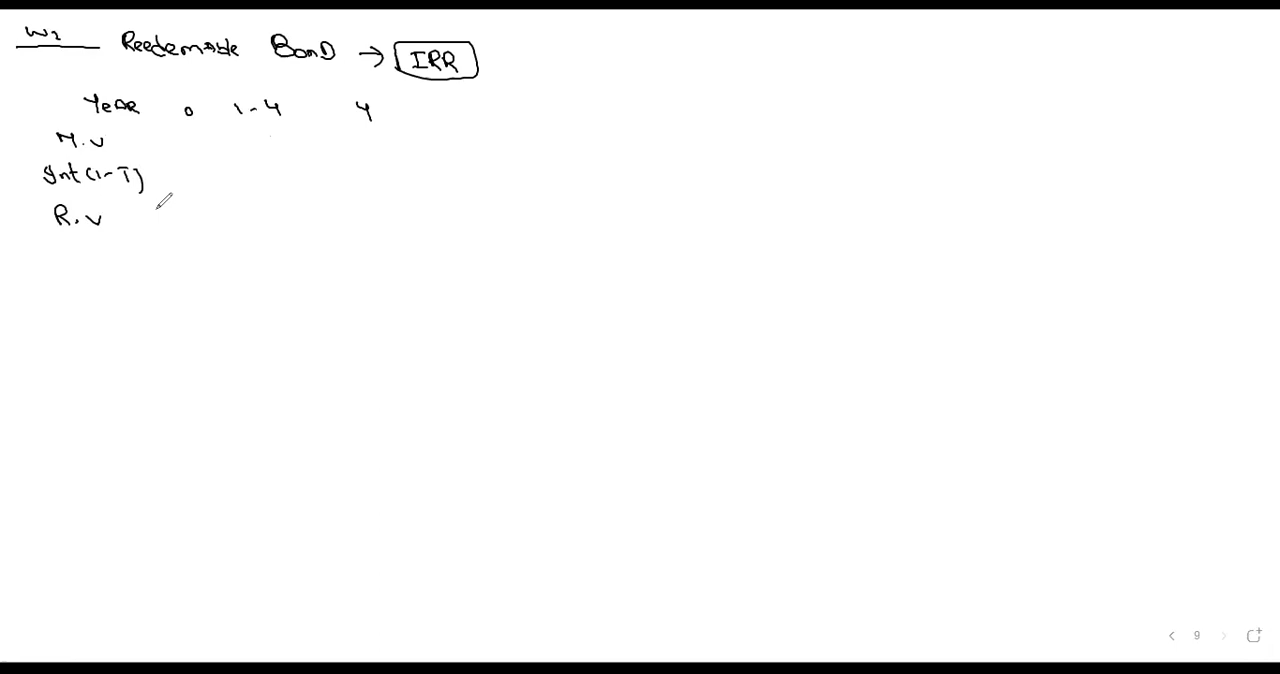 W2 Reedemable BonD → IRR
YeAR 0 1-4 4
M.V
Int(1-T)
R.V
< 9 >